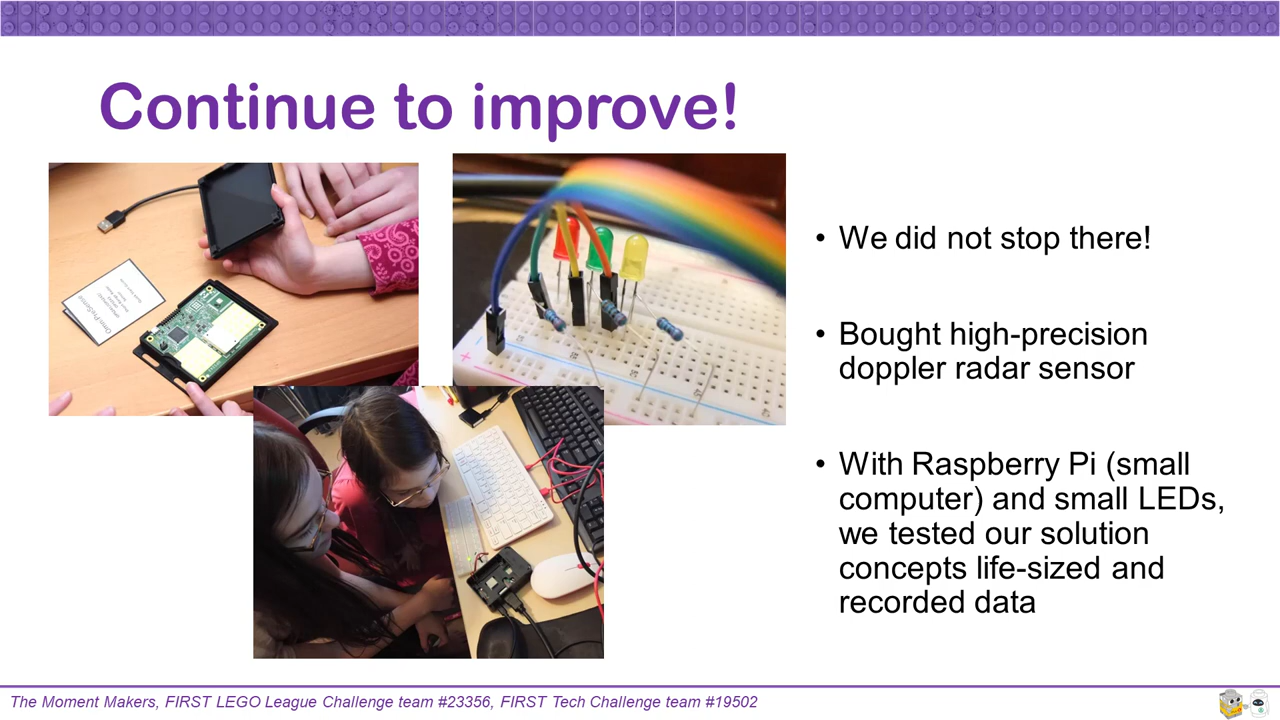 Continue to improve!
• We did not stop there!
• Bought high-precision
doppler radar sensor
• With Raspberry Pi (small
computer) and small LEDs,
we tested our solution
concepts life-sized and
recorded data
The Moment Makers, FIRST LEGO League Challenge team #23356, FIRST Tech Challenge team #19502